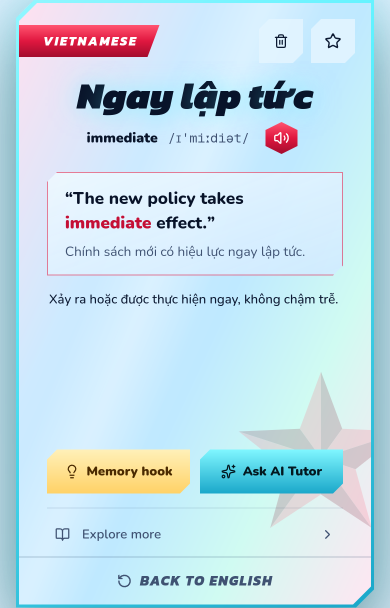 VIETNAMESE
Ngay lập tức
immediate /ɪˈmiːdiət/
“The new policy takes
immediate effect.”
Chính sách mới có hiệu lực ngay lập tức.
Xảy ra hoặc được thực hiện ngay, không chậm trễ.
Memory hook
Ask AI Tutor
Explore more
BACK TO ENGLISH